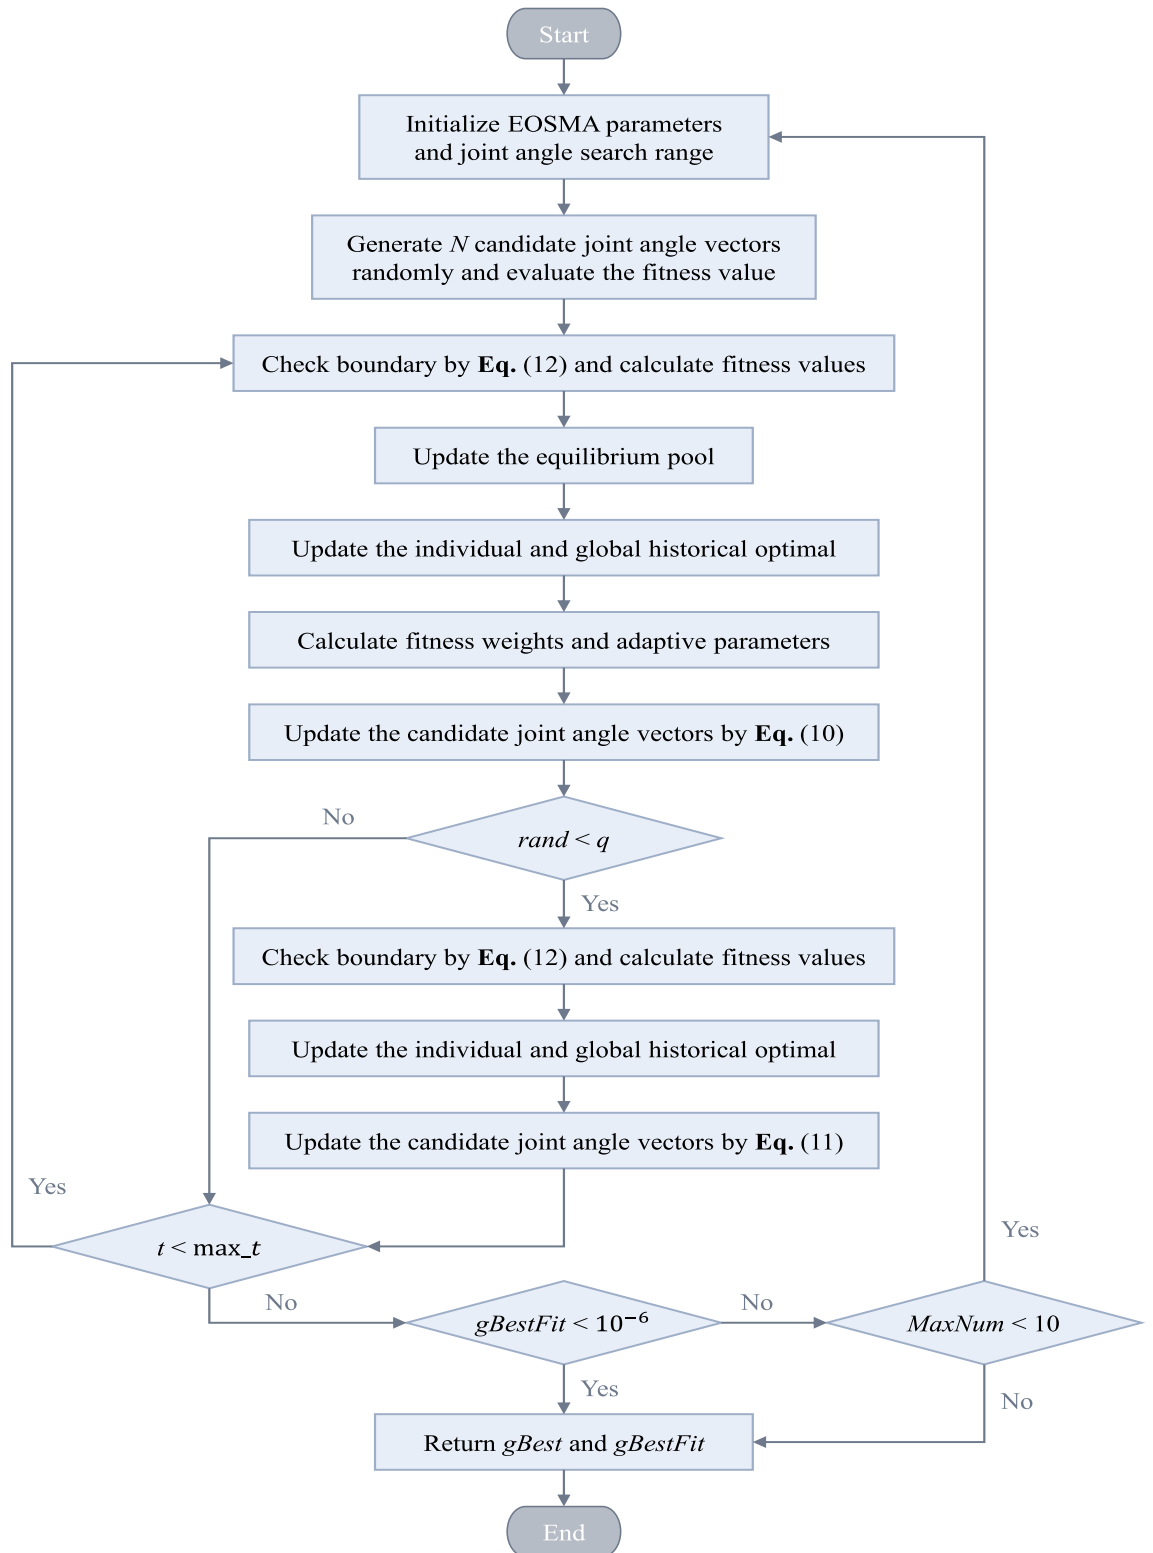 Start
Initialize EOSMA parameters
and joint angle search range
Generate N candidate joint angle vectors
randomly and evaluate the fitness value
Check boundary by Eq. (12) and calculate fitness values
Update the equilibrium pool
Update the individual and global historical optimal
Calculate fitness weights and adaptive parameters
Update the candidate joint angle vectors by Eq. (10)
No
rand < q
Yes
Check boundary by Eq. (12) and calculate fitness values
Update the individual and global historical optimal
Update the candidate joint angle vectors by Eq. (11)
Yes
t < max_t
Yes
No
gBestFit < 10⁻⁶
No
MaxNum < 10
Yes
No
Return gBest and gBestFit
End